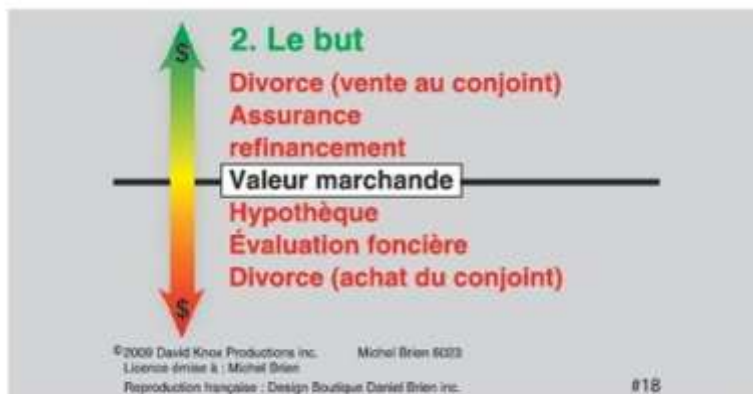 $
2. Le but
Divorce (vente au conjoint)
Assurance
refinancement
Valeur marchande
Hypothèque
Évaluation foncière
Divorce (achat du conjoint)
$
©2009 David Knox Productions inc. Michel Brien 6023
Licence émise à : Michel Brien
Reproduction française : Design Boutique Daniel Brien inc. #18